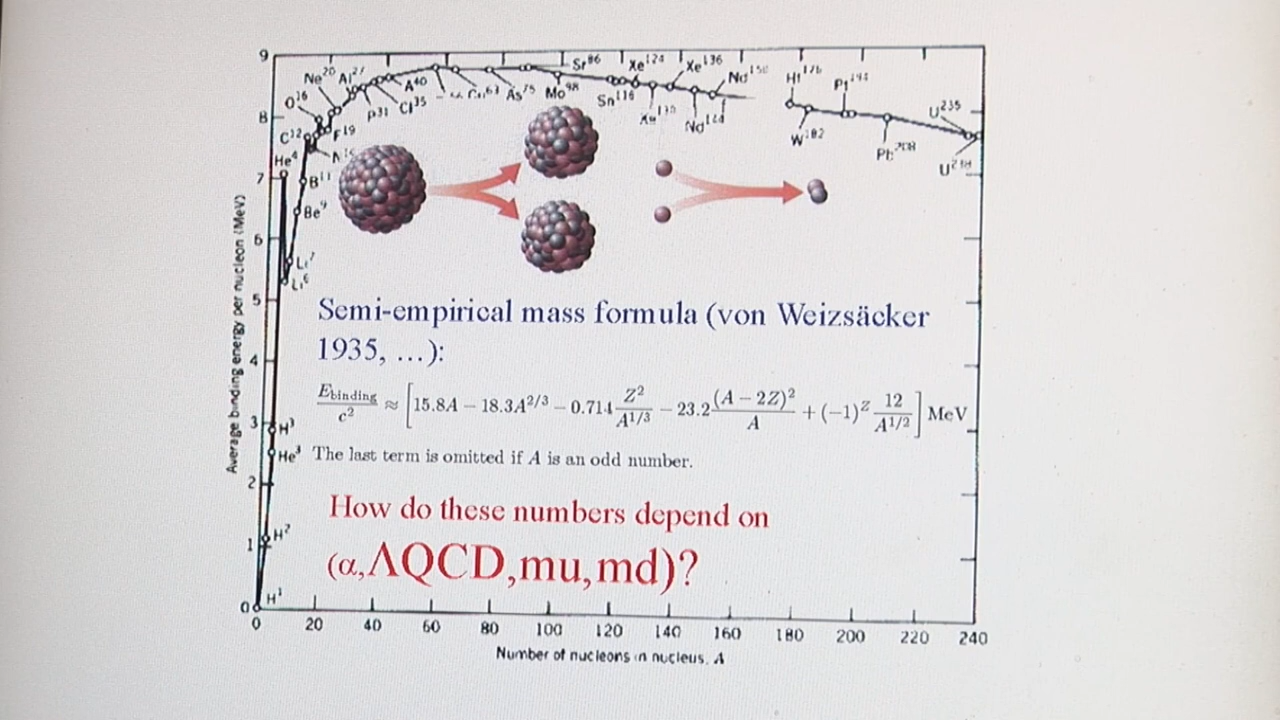 9
Sr⁸⁶
Xe¹²⁴
Xe¹³⁶
Nd¹⁵⁰
Ne²⁰
Al²⁷
A⁴⁰
As⁷⁵
Mo⁹⁸
O¹⁶
P³¹
Cl³⁵
Sn¹¹⁶
Pt¹⁹⁴
U²³⁵
8
C¹²
F¹⁹
W¹⁸²
Pb²⁰⁸
U²³⁸
He⁴
7
B¹¹
Be⁹
6
Li⁷
Li⁶
5
Semi-empirical mass formula (von Weizsäcker
1935, …):
4
E_binding/c² ≈ [15.8A − 18.3A^{2/3} − 0.714 Z²/A^{1/3} − 23.2 (A − 2Z)²/A + (−1)^Z 12/A^{1/2}] MeV
3
H³
He³
The last term is omitted if A is an odd number.
2
How do these numbers depend on
(α,ΛQCD,mu,md)?
H²
1
H¹
0
0 20 40 60 80 100 120 140 160 180 200 220 240
Number of nucleons in nucleus, A
Average binding energy per nucleon (MeV)